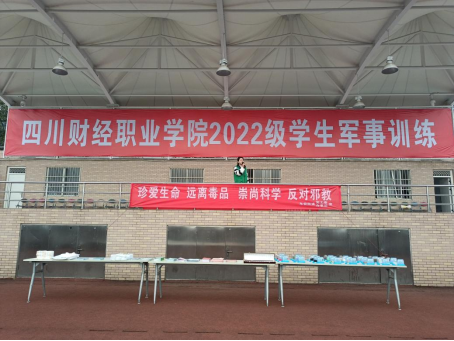 四川财经职业学院2022级学生军事训练
珍爱生命 远离毒品 崇尚科学 反对邪教